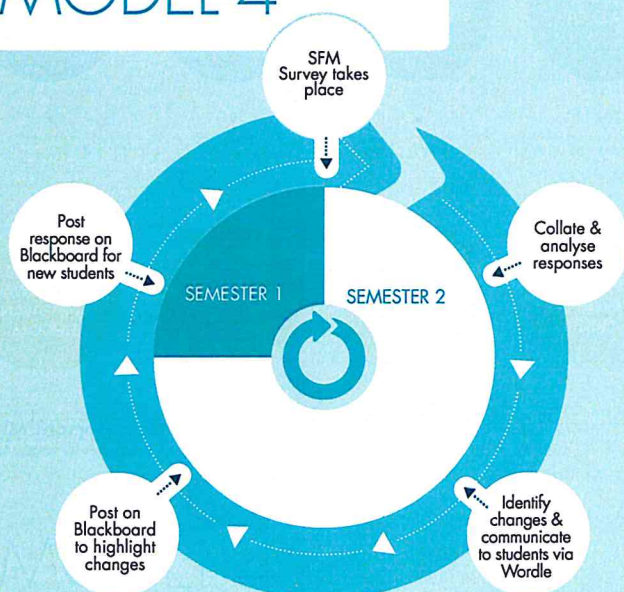 MODEL 4
SFM
Survey takes
place
Collate &
analyse
responses
Identify
changes &
communicate
to students via
Wordle
Post on
Blackboard
to highlight
changes
Post
response on
Blackboard for
new students
SEMESTER 1
SEMESTER 2